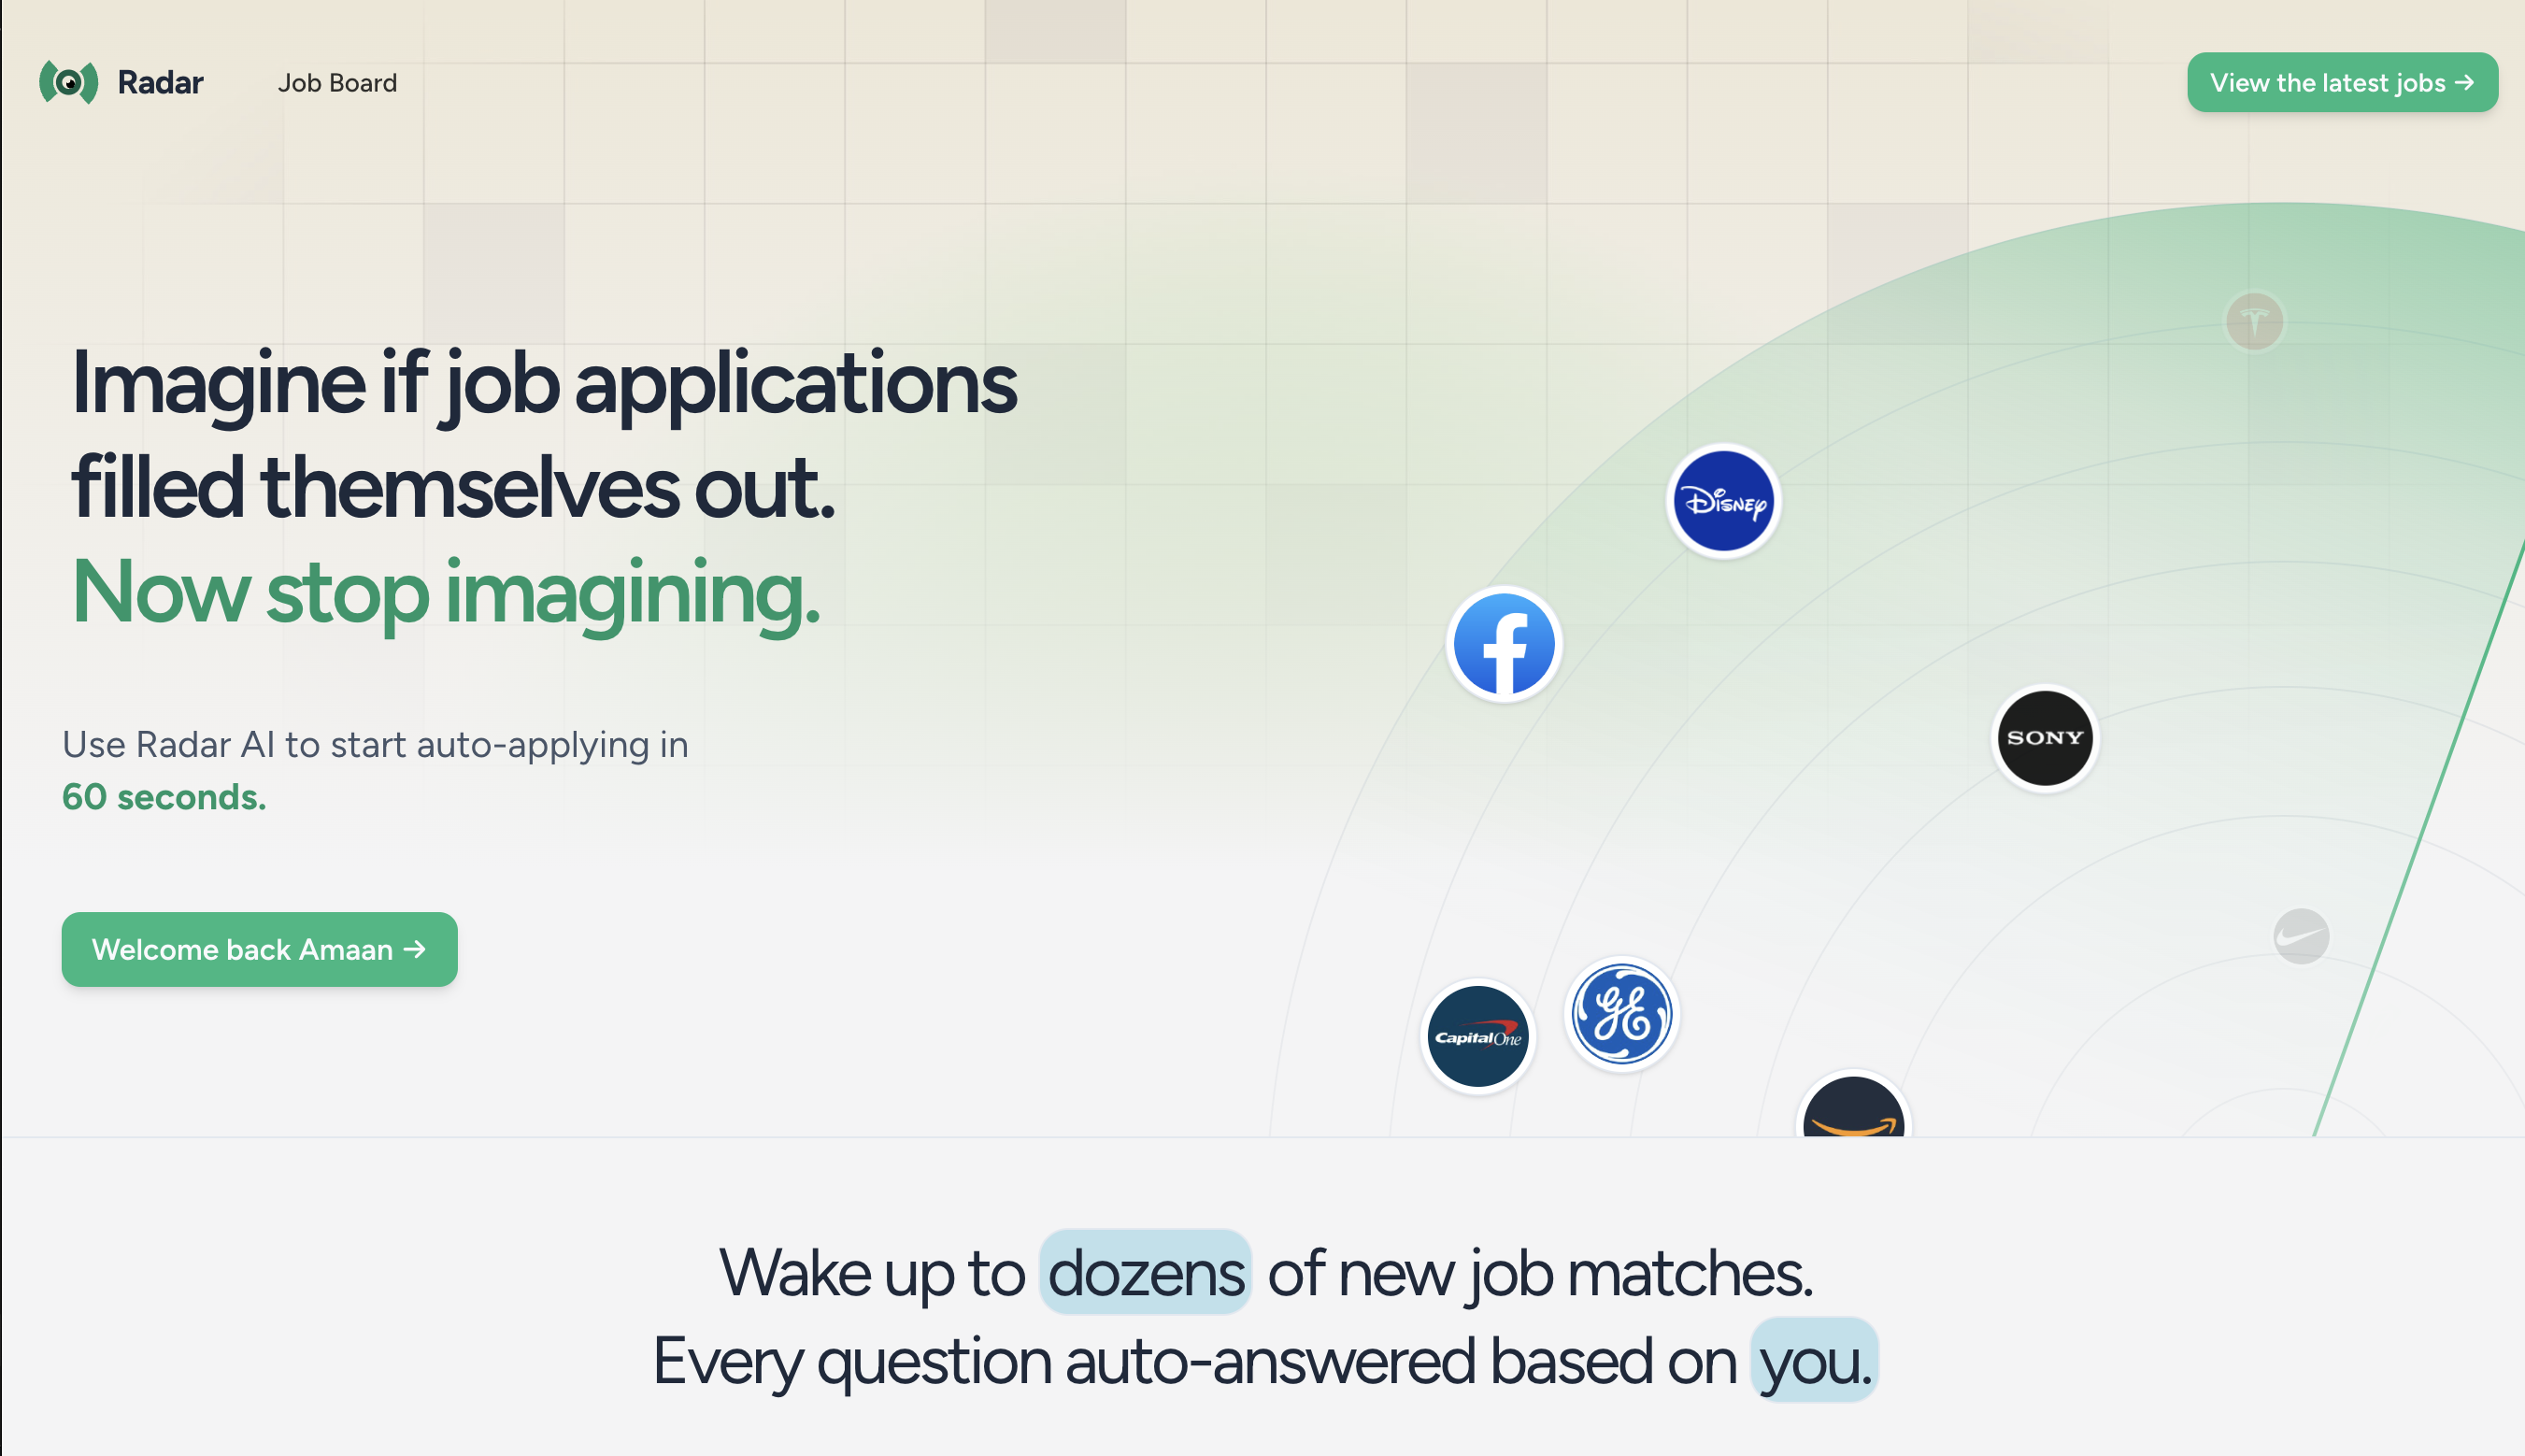 Radar
Job Board
View the latest jobs →
Imagine if job applications
filled themselves out.
Now stop imagining.
Use Radar AI to start auto-applying in
60 seconds.
Welcome back Amaan →
Disney
SONY
Capital One
GE
Wake up to dozens of new job matches.
Every question auto-answered based on you.